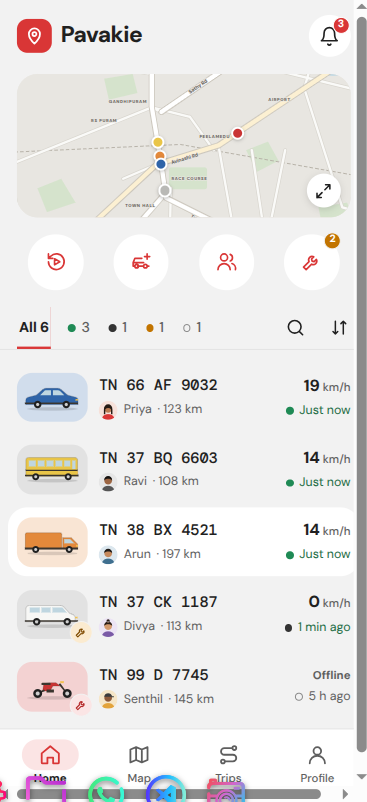 Pavakie
3
GANDHIPURAM
Sathy Rd
AIRPORT
RS PURAM
PEELAMEDU
Avinashi Rd
RACE COURSE
TOWN HALL
2
All 6
3
1
1
1
TN 66 AF 9032
19 km/h
Priya · 123 km
Just now
TN 37 BQ 6603
14 km/h
Ravi · 108 km
Just now
TN 38 BX 4521
14 km/h
Arun · 197 km
Just now
TN 37 CK 1187
0 km/h
Divya · 113 km
1 min ago
TN 99 D 7745
Offline
Senthil · 145 km
5 h ago
Home
Map
Trips
Profile